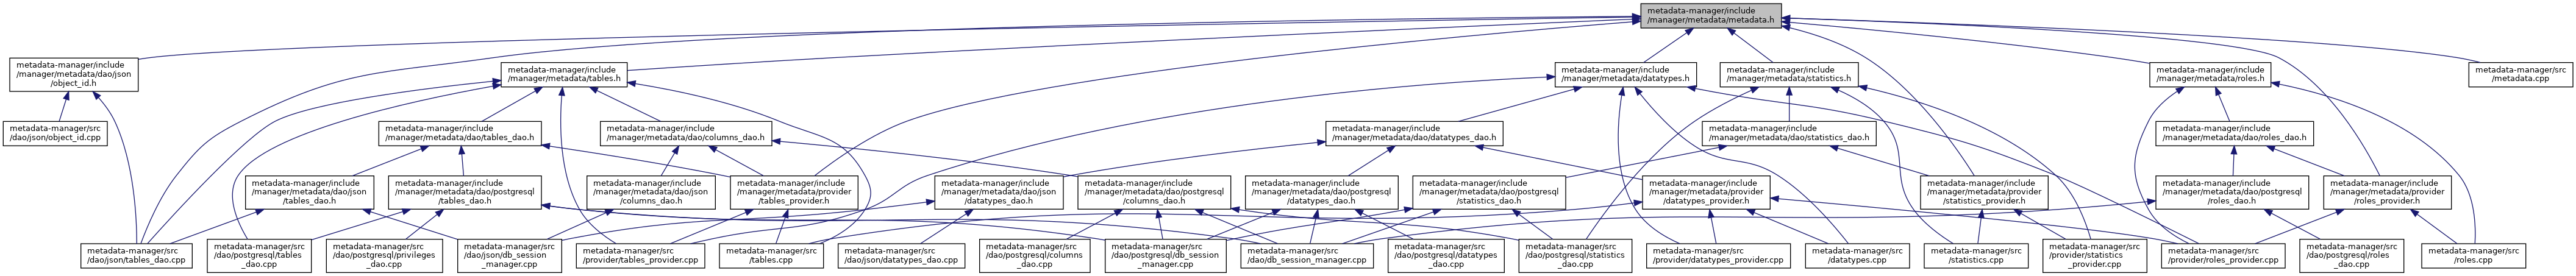 metadata-manager/include
/manager/metadata/metadata.h
metadata-manager/include
/manager/metadata/dao/json
/object_id.h
metadata-manager/include
/manager/metadata/tables.h
metadata-manager/include
/manager/metadata/datatypes.h
metadata-manager/include
/manager/metadata/statistics.h
metadata-manager/include
/manager/metadata/roles.h
metadata-manager/src
/metadata.cpp
metadata-manager/src
/dao/json/object_id.cpp
metadata-manager/include
/manager/metadata/dao/tables_dao.h
metadata-manager/include
/manager/metadata/dao/columns_dao.h
metadata-manager/include
/manager/metadata/dao/datatypes_dao.h
metadata-manager/include
/manager/metadata/dao/statistics_dao.h
metadata-manager/include
/manager/metadata/dao/roles_dao.h
metadata-manager/include
/manager/metadata/dao/json
/tables_dao.h
metadata-manager/include
/manager/metadata/dao/postgresql
/tables_dao.h
metadata-manager/include
/manager/metadata/dao/json
/columns_dao.h
metadata-manager/include
/manager/metadata/provider
/tables_provider.h
metadata-manager/include
/manager/metadata/dao/json
/datatypes_dao.h
metadata-manager/include
/manager/metadata/dao/postgresql
/columns_dao.h
metadata-manager/include
/manager/metadata/dao/postgresql
/datatypes_dao.h
metadata-manager/include
/manager/metadata/dao/postgresql
/statistics_dao.h
metadata-manager/include
/manager/metadata/provider
/datatypes_provider.h
metadata-manager/include
/manager/metadata/provider
/statistics_provider.h
metadata-manager/include
/manager/metadata/dao/postgresql
/roles_dao.h
metadata-manager/include
/manager/metadata/provider
/roles_provider.h
metadata-manager/src
/dao/json/tables_dao.cpp
metadata-manager/src
/dao/postgresql/tables
_dao.cpp
metadata-manager/src
/dao/postgresql/privileges
_dao.cpp
metadata-manager/src
/dao/json/db_session
_manager.cpp
metadata-manager/src
/provider/tables_provider.cpp
metadata-manager/src
/tables.cpp
metadata-manager/src
/dao/json/datatypes_dao.cpp
metadata-manager/src
/dao/postgresql/columns
_dao.cpp
metadata-manager/src
/dao/postgresql/db_session
_manager.cpp
metadata-manager/src
/dao/db_session_manager.cpp
metadata-manager/src
/dao/postgresql/datatypes
_dao.cpp
metadata-manager/src
/dao/postgresql/statistics
_dao.cpp
metadata-manager/src
/provider/datatypes_provider.cpp
metadata-manager/src
/datatypes.cpp
metadata-manager/src
/statistics.cpp
metadata-manager/src
/provider/statistics
_provider.cpp
metadata-manager/src
/provider/roles_provider.cpp
metadata-manager/src
/dao/postgresql/roles
_dao.cpp
metadata-manager/src
/roles.cpp